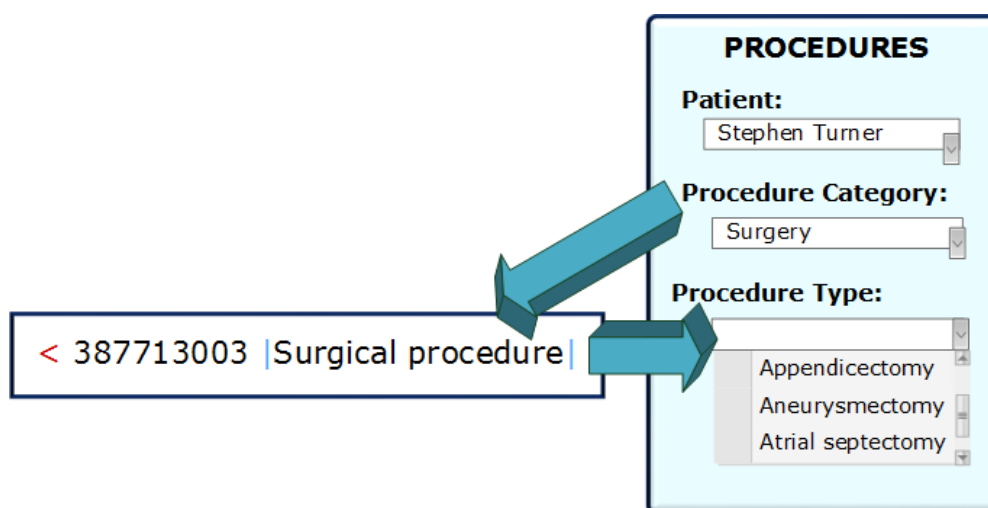 PROCEDURES
Patient:
Stephen Turner
Procedure Category:
Surgery
Procedure Type:
< 387713003 |Surgical procedure|
Appendicectomy
Aneurysmectomy
Atrial septectomy